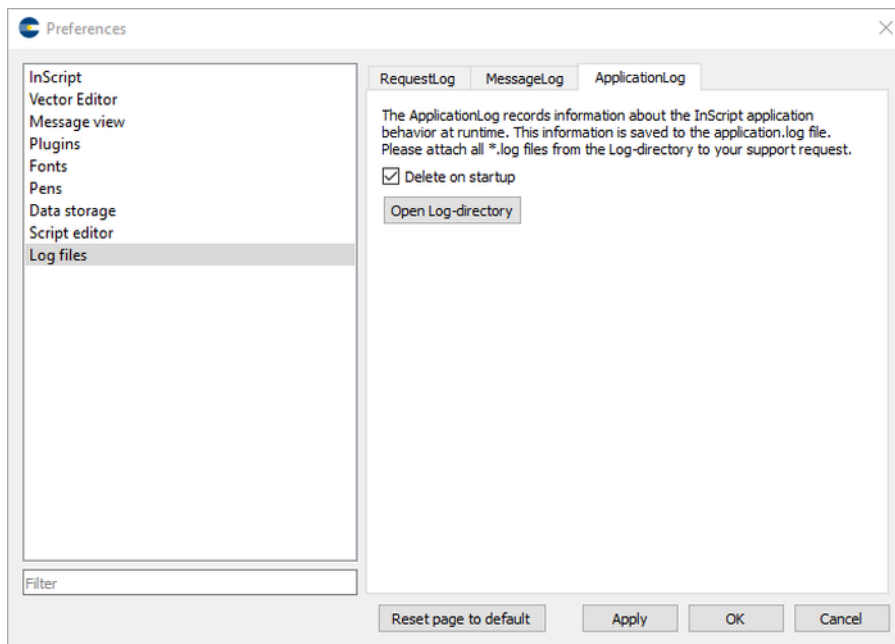 Preferences
InScript
Vector Editor
Message view
Plugins
Fonts
Pens
Data storage
Script editor
Log files
Filter
RequestLog
MessageLog
ApplicationLog
The ApplicationLog records information about the InScript application
behavior at runtime. This information is saved to the application.log file.
Please attach all *.log files from the Log-directory to your support request.
Delete on startup
Open Log-directory
Reset page to default
Apply
OK
Cancel